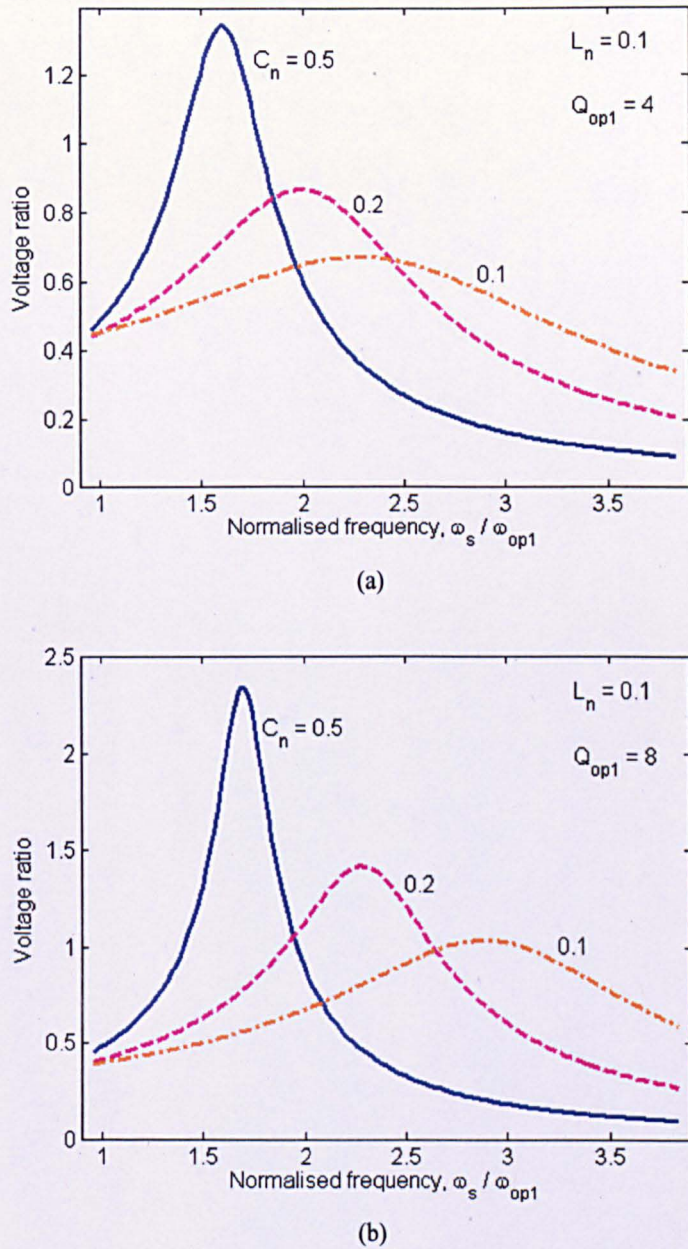 1.2
1
0.8
0.6
0.4
0.2
0
Voltage ratio
C_n = 0.5
0.2
0.1
L_n = 0.1
Q_op1 = 4
1 1.5 2 2.5 3 3.5
Normalised frequency, ω_s / ω_op1
(a)
2.5
2
1.5
1
0.5
0
Voltage ratio
C_n = 0.5
0.2
0.1
L_n = 0.1
Q_op1 = 8
1 1.5 2 2.5 3 3.5
Normalised frequency, ω_s / ω_op1
(b)